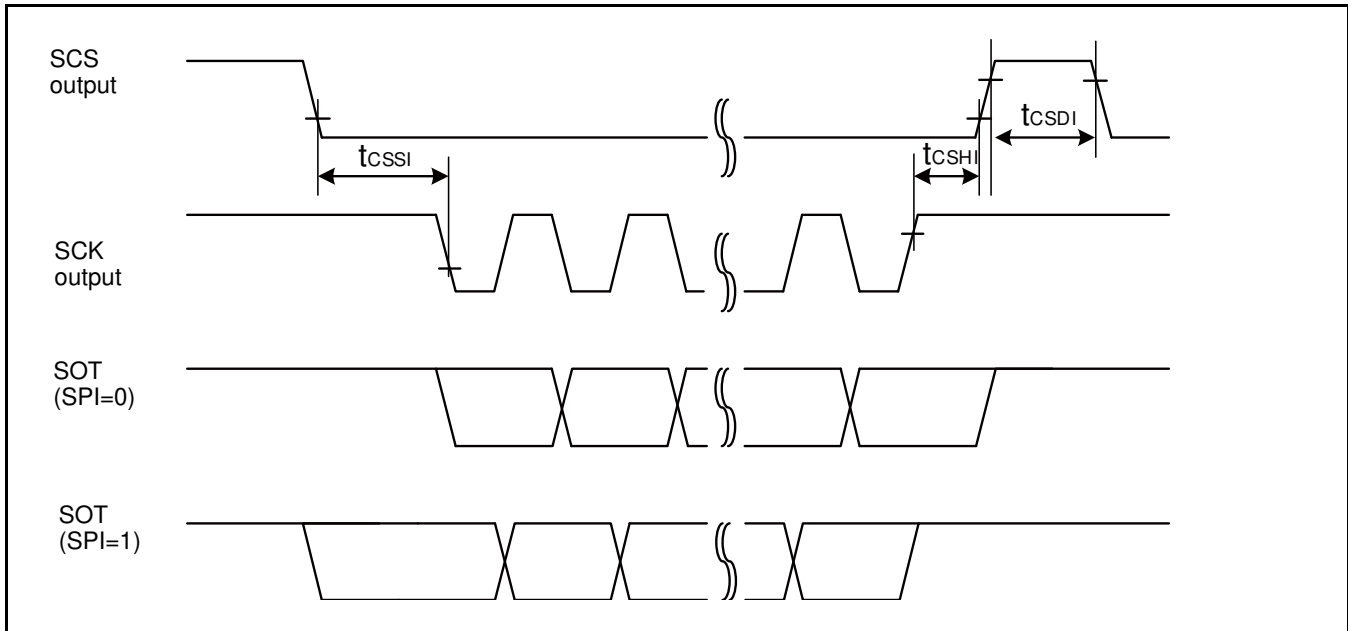 SCS
output
tCSDI
tCSSI
tCSHI
SCK
output
SOT
(SPI=0)
SOT
(SPI=1)